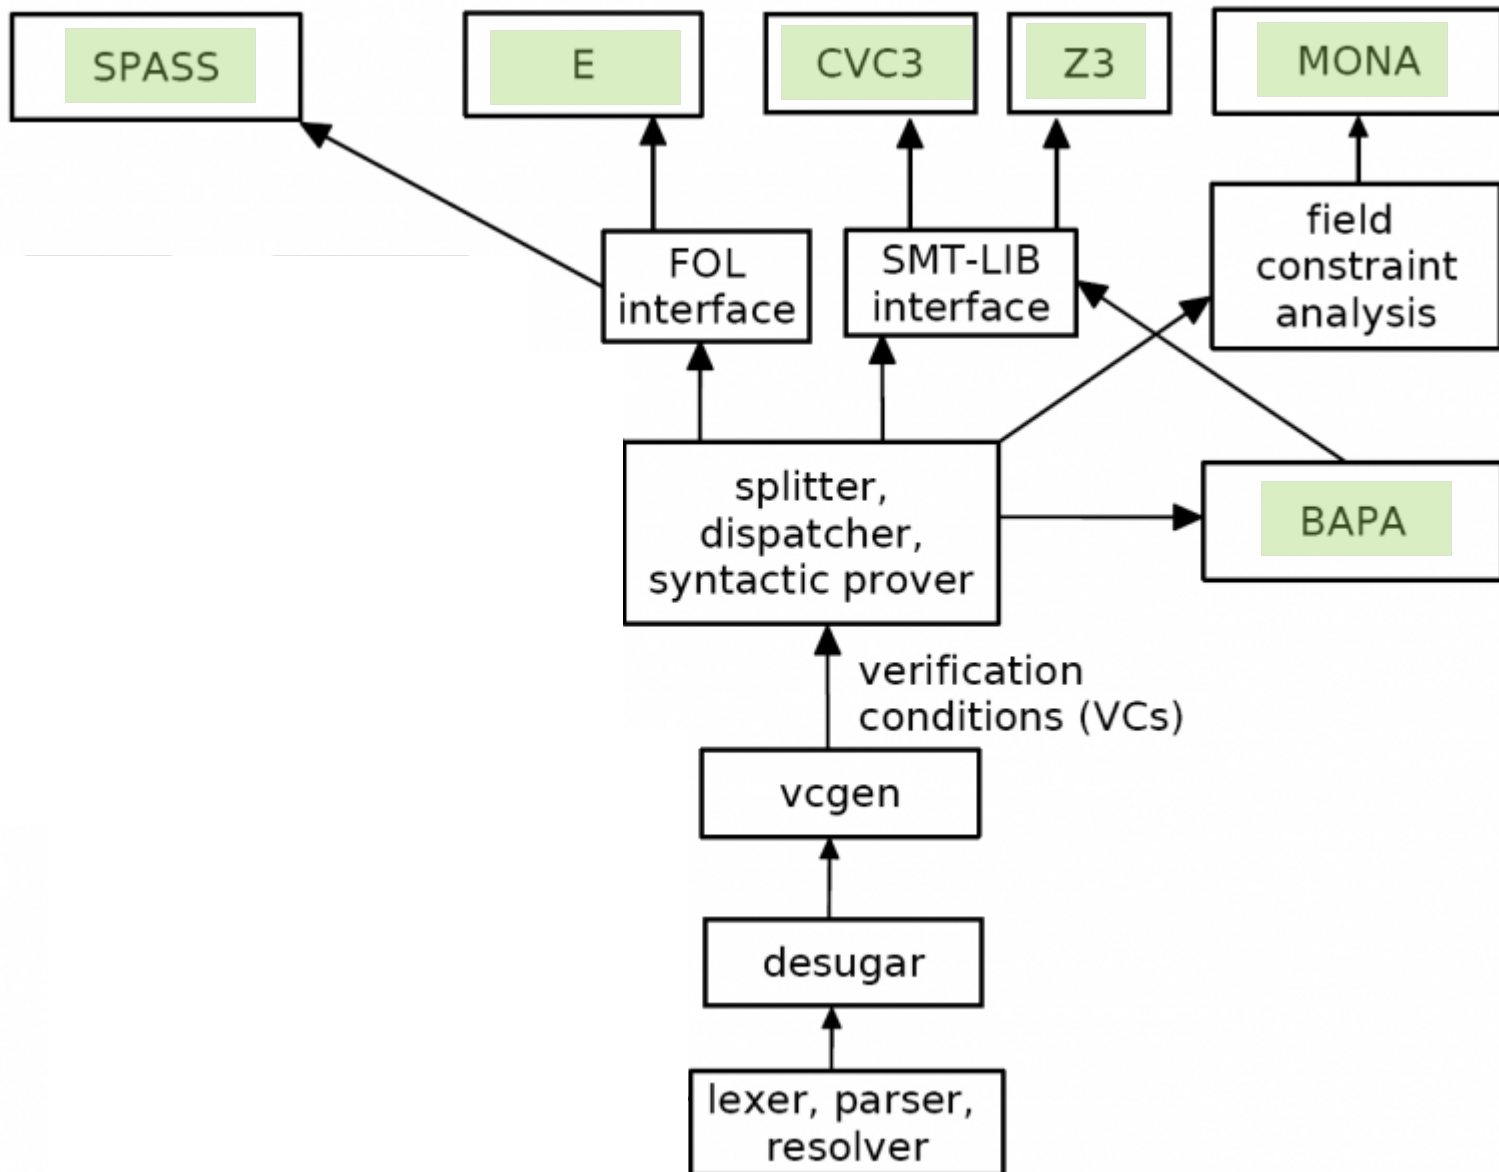 SPASS
E
CVC3
Z3
MONA
FOL
interface
SMT-LIB
interface
field
constraint
analysis
splitter,
dispatcher,
syntactic prover
BAPA
verification
conditions (VCs)
vcgen
desugar
lexer, parser,
resolver